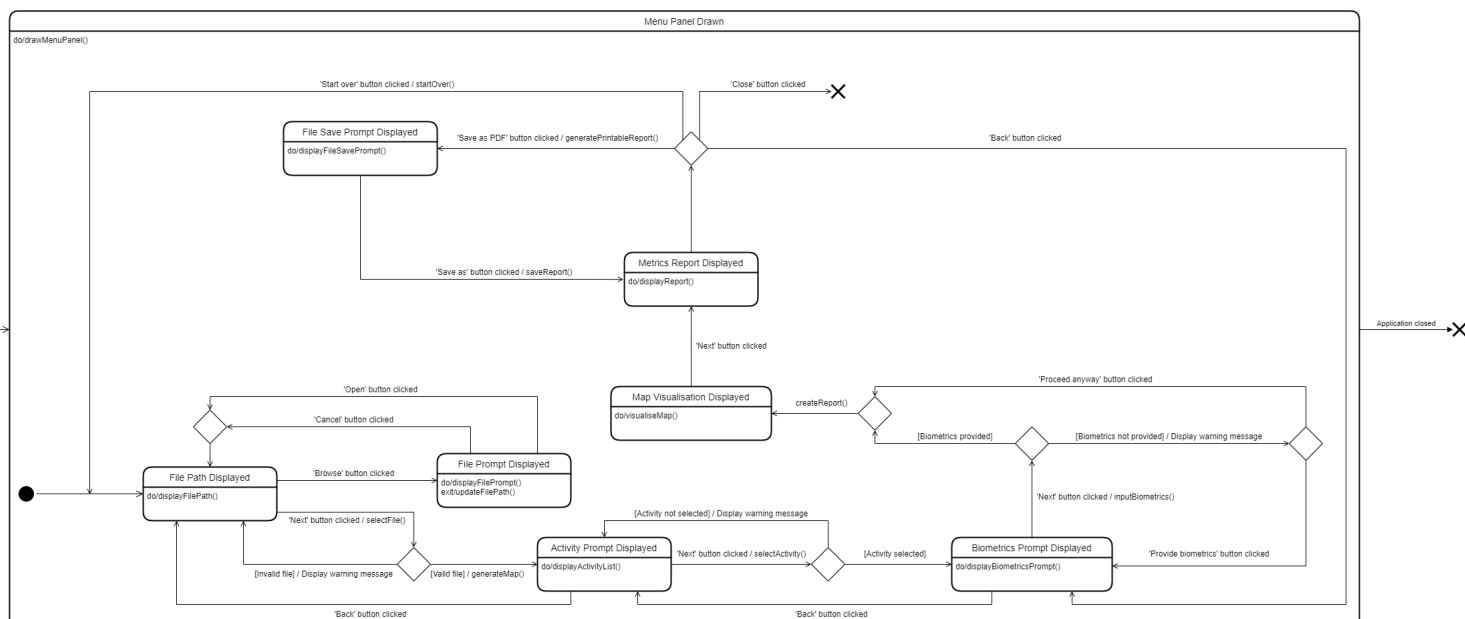 Menu Panel Drawn
do/drawMenuPanel()
'Start over' button clicked / startOver()
'Close' button clicked
File Save Prompt Displayed
do/displayFileSavePrompt()
'Save as PDF' button clicked / generatePrintableReport()
'Back' button clicked
Metrics Report Displayed
do/displayReport()
'Save as' button clicked / saveReport()
Application closed
'Next' button clicked
'Open' button clicked
'Cancel' button clicked
Map Visualisation Displayed
do/visualiseMap()
createReport()
'Proceed anyway' button clicked
[Biometrics provided]
[Biometrics not provided] / Display warning message
File Path Displayed
do/displayFilePath()
'Browse' button clicked
File Prompt Displayed
do/displayFilePrompt()
exit/updateFilePath()
'Next' button clicked / inputBiometrics()
'Next' button clicked / selectFile()
[Activity not selected] / Display warning message
Activity Prompt Displayed
do/displayActivityList()
'Next' button clicked / selectActivity()
[Activity selected]
Biometrics Prompt Displayed
do/displayBiometricsPrompt()
'Provide biometrics' button clicked
[Invalid file] / Display warning message
[Valid file] / generateMap()
'Back' button clicked
'Back' button clicked